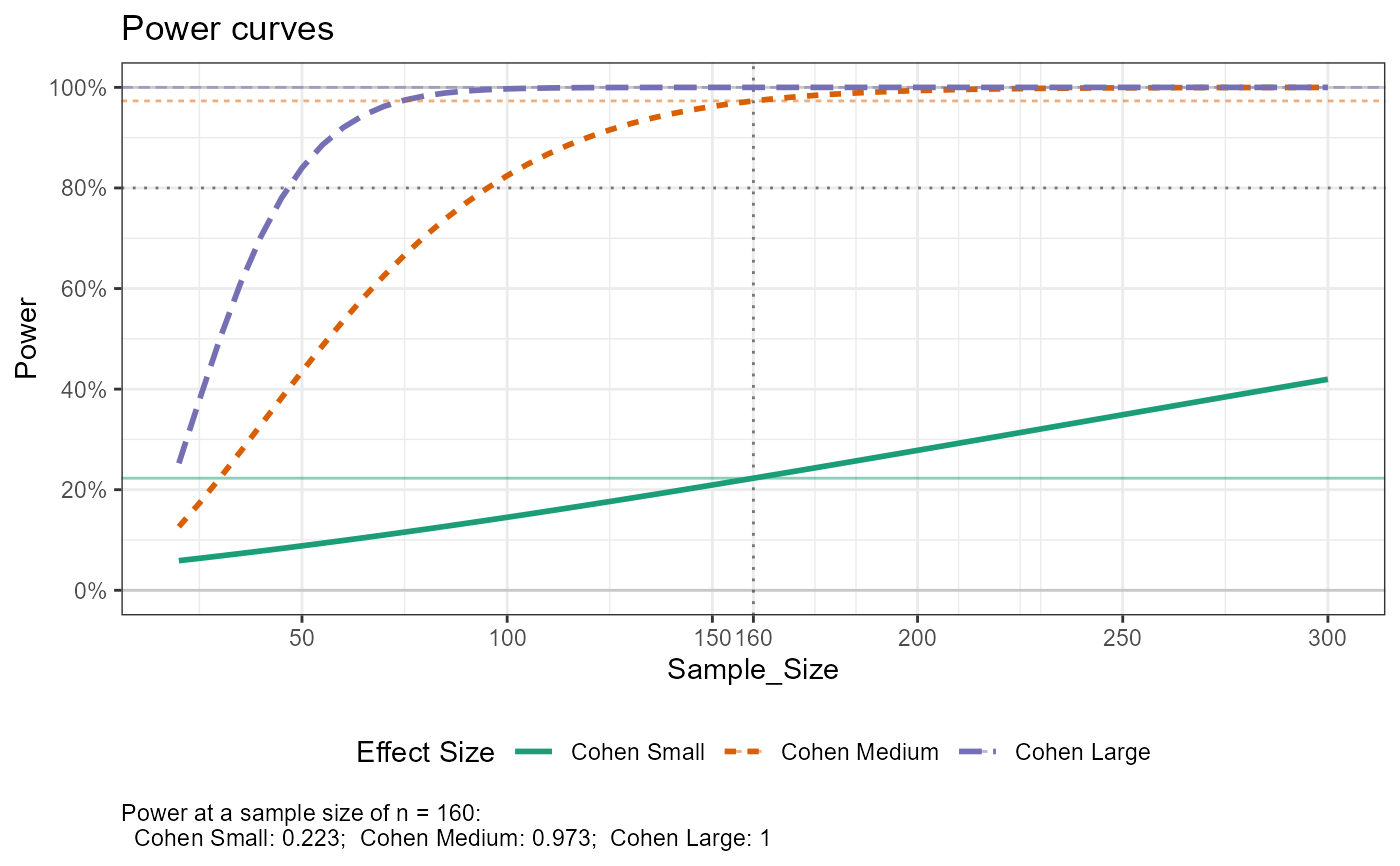 Power curves
100%
80%
60%
40%
20%
0%
Power
50 100 150 160 200 250 300
Sample_Size
Effect Size Cohen Small Cohen Medium Cohen Large
Power at a sample size of n = 160:
Cohen Small: 0.223; Cohen Medium: 0.973; Cohen Large: 1